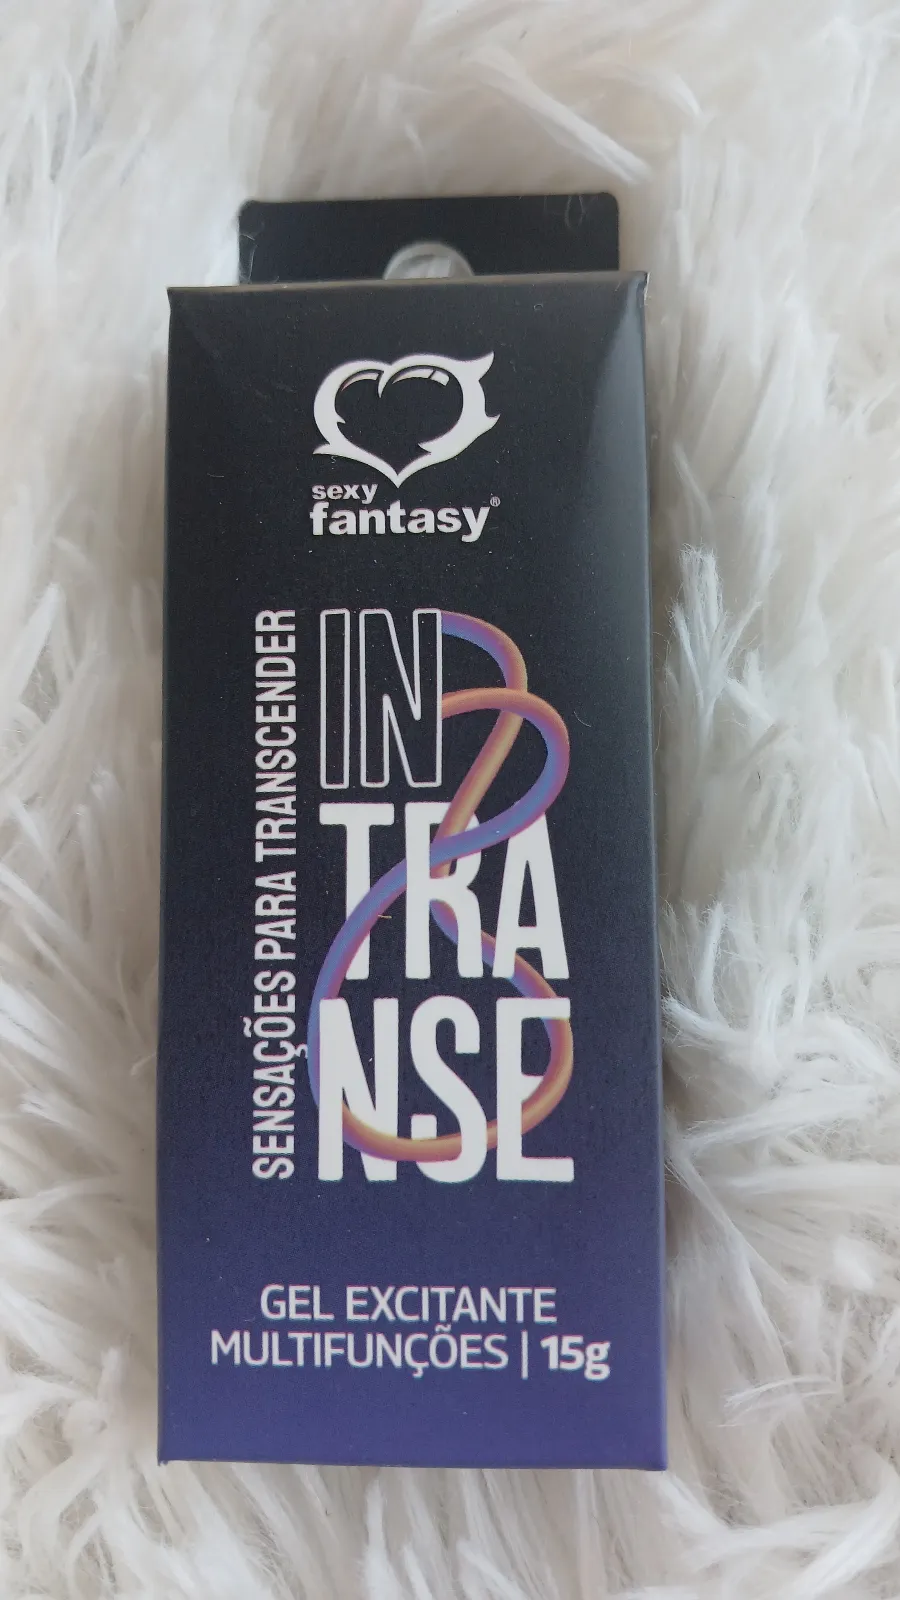 sexy
fantasy®
SENSAÇÕES PARA TRANSCENDER
IN
TRA
NSE
GEL EXCITANTE
MULTIFUNÇÕES | 15g